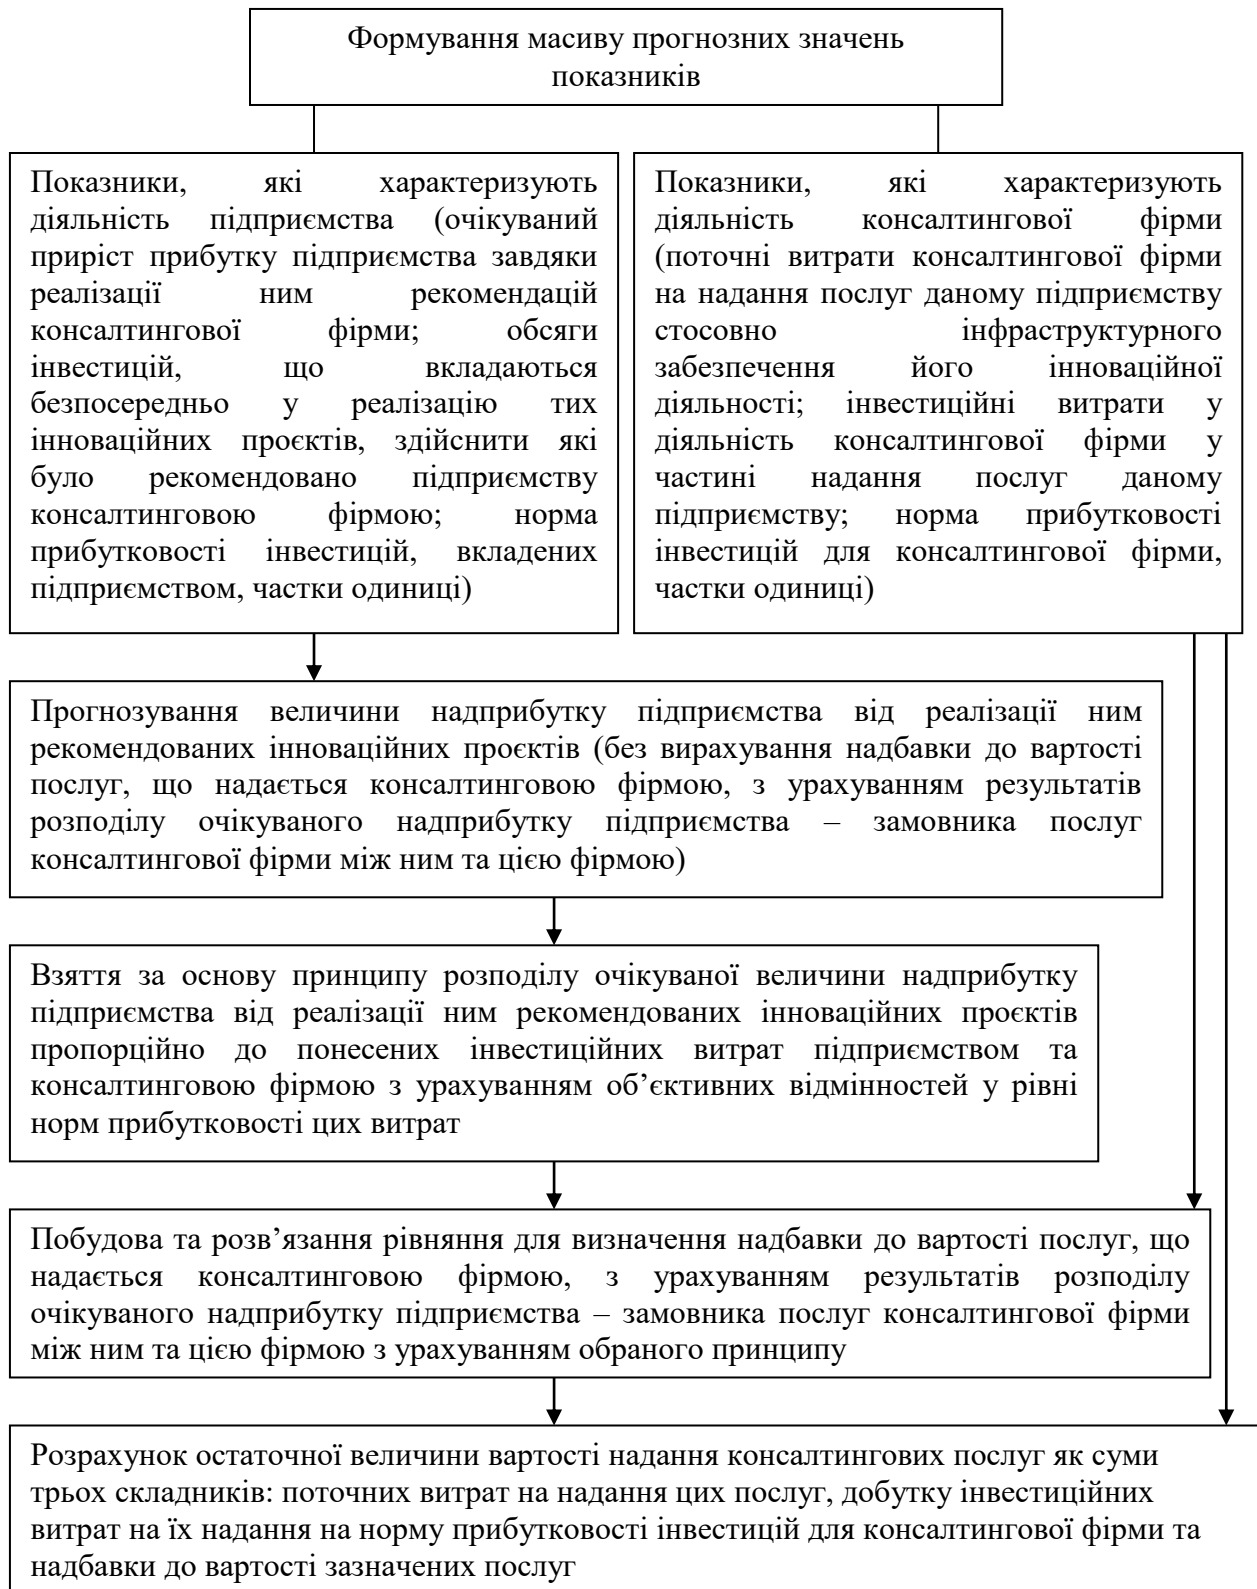 Формування масиву прогнозних значень
показників
Показники, які характеризують
діяльність підприємства (очікуваний
приріст прибутку підприємства завдяки
реалізації ним рекомендацій
консалтингової фірми; обсяги
інвестицій, що вкладаються
безпосередньо у реалізацію тих
інноваційних проєктів, здійснити які
було рекомендовано підприємству
консалтинговою фірмою; норма
прибутковості інвестицій, вкладених
підприємством, частки одиниці)
Показники, які характеризують
діяльність консалтингової фірми
(поточні витрати консалтингової фірми
на надання послуг даному підприємству
стосовно інфраструктурного
забезпечення його інноваційної
діяльності; інвестиційні витрати у
діяльність консалтингової фірми у
частині надання послуг даному
підприємству; норма прибутковості
інвестицій для консалтингової фірми,
частки одиниці)
Прогнозування величини надприбутку підприємства від реалізації ним
рекомендованих інноваційних проєктів (без вирахування надбавки до вартості
послуг, що надається консалтинговою фірмою, з урахуванням результатів
розподілу очікуваного надприбутку підприємства – замовника послуг
консалтингової фірми між ним та цією фірмою)
Взяття за основу принципу розподілу очікуваної величини надприбутку
підприємства від реалізації ним рекомендованих інноваційних проєктів
пропорційно до понесених інвестиційних витрат підприємством та
консалтинговою фірмою з урахуванням об’єктивних відмінностей у рівні
норм прибутковості цих витрат
Побудова та розв’язання рівняння для визначення надбавки до вартості послуг, що
надається консалтинговою фірмою, з урахуванням результатів розподілу
очікуваного надприбутку підприємства – замовника послуг консалтингової фірми
між ним та цією фірмою з урахуванням обраного принципу
Розрахунок остаточної величини вартості надання консалтингових послуг як суми
трьох складників: поточних витрат на надання цих послуг, добутку інвестиційних
витрат на їх надання на норму прибутковості інвестицій для консалтингової фірми та
надбавки до вартості зазначених послуг